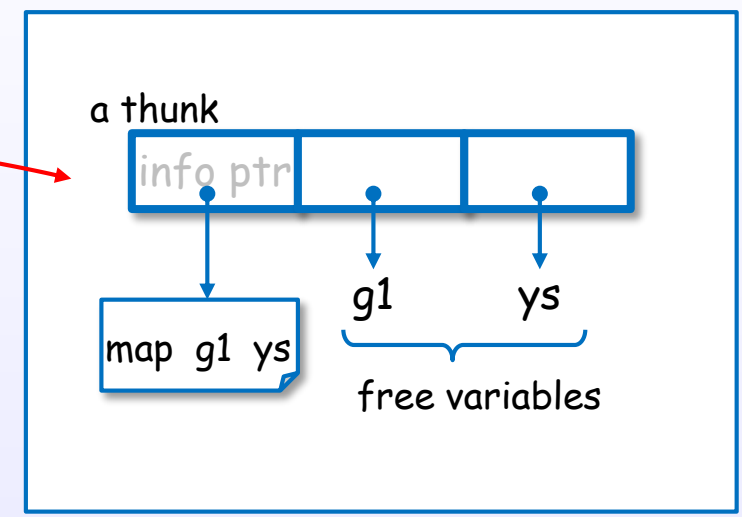 a thunk
info ptr
g1 ys
map g1 ys
free variables